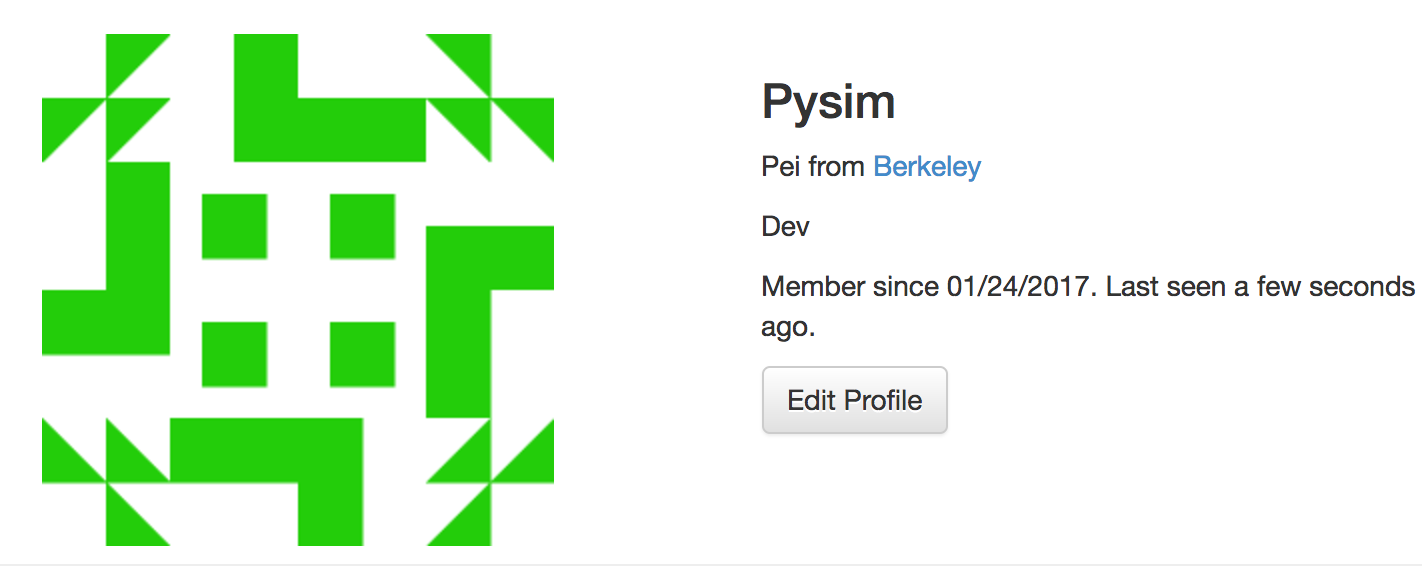 Pysim
Pei from Berkeley
Dev
Member since 01/24/2017. Last seen a few seconds
ago.
Edit Profile